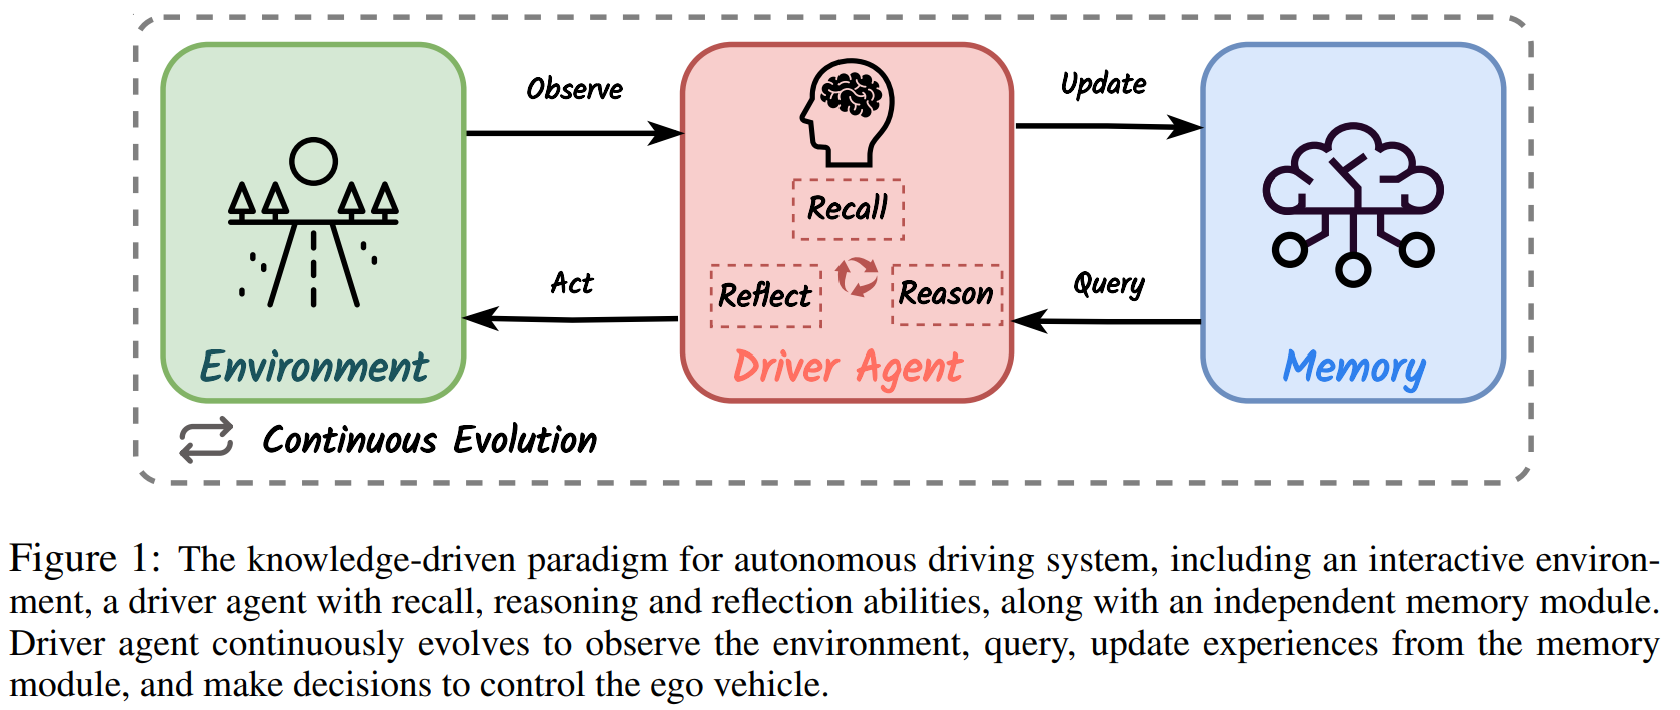 Observe
Update
Recall
Act
Reflect
Reason
Query
Environment
Driver Agent
Memory
Continuous Evolution
Figure 1: The knowledge-driven paradigm for autonomous driving system, including an interactive environ-
ment, a driver agent with recall, reasoning and reflection abilities, along with an independent memory module.
Driver agent continuously evolves to observe the environment, query, update experiences from the memory
module, and make decisions to control the ego vehicle.